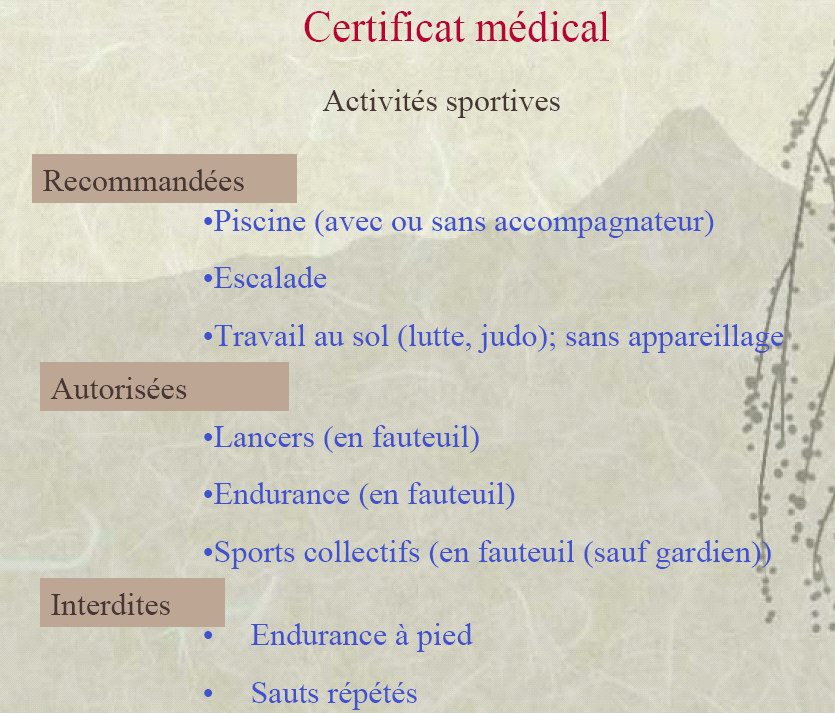 Certificat médical
Activités sportives
Recommandées
•Piscine (avec ou sans accompagnateur)
•Escalade
•Travail au sol (lutte, judo); sans appareillage
Autorisées
•Lancers (en fauteuil)
•Endurance (en fauteuil)
•Sports collectifs (en fauteuil (sauf gardien))
Interdites
• Endurance à pied
• Sauts répétés